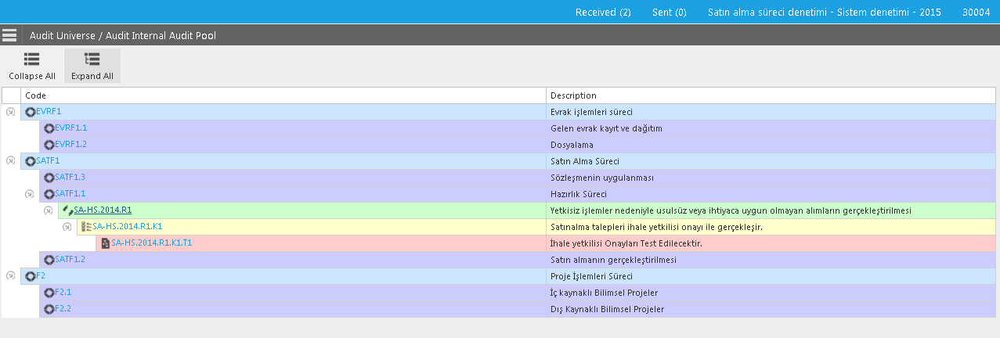 Received (2) Sent (0) Satın alma süreci denetimi - Sistem denetimi - 2015 30004
Audit Universe / Audit Internal Audit Pool
Collapse All Expand All
Code Description
EVRF1 Evrak işlemleri süreci
EVRF1.1 Gelen evrak kayıt ve dağıtım
EVRF1.2 Dosyalama
SATF1 Satın Alma Süreci
SATF1.3 Sözleşmenin uygulanması
SATF1.1 Hazırlık Süreci
SA-HS.2014.R1 Yetkisiz işlemler nedeniyle usulsüz veya ihtiyaca uygun olmayan alımların gerçekleştirilmesi
SA-HS.2014.R1.K1 Satınalma talepleri ihale yetkilisi onayı ile gerçekleşir.
SA-HS.2014.R1.K1.T1 İhale yetkilisi Onayları Test Edilecektir.
SATF1.2 Satın almanın gerçekleştirilmesi
F2 Proje İşlemleri Süreci
F2.1 İç kaynaklı Bilimsel Projeler
F2.2 Dış Kaynaklı Bilimsel Projeler